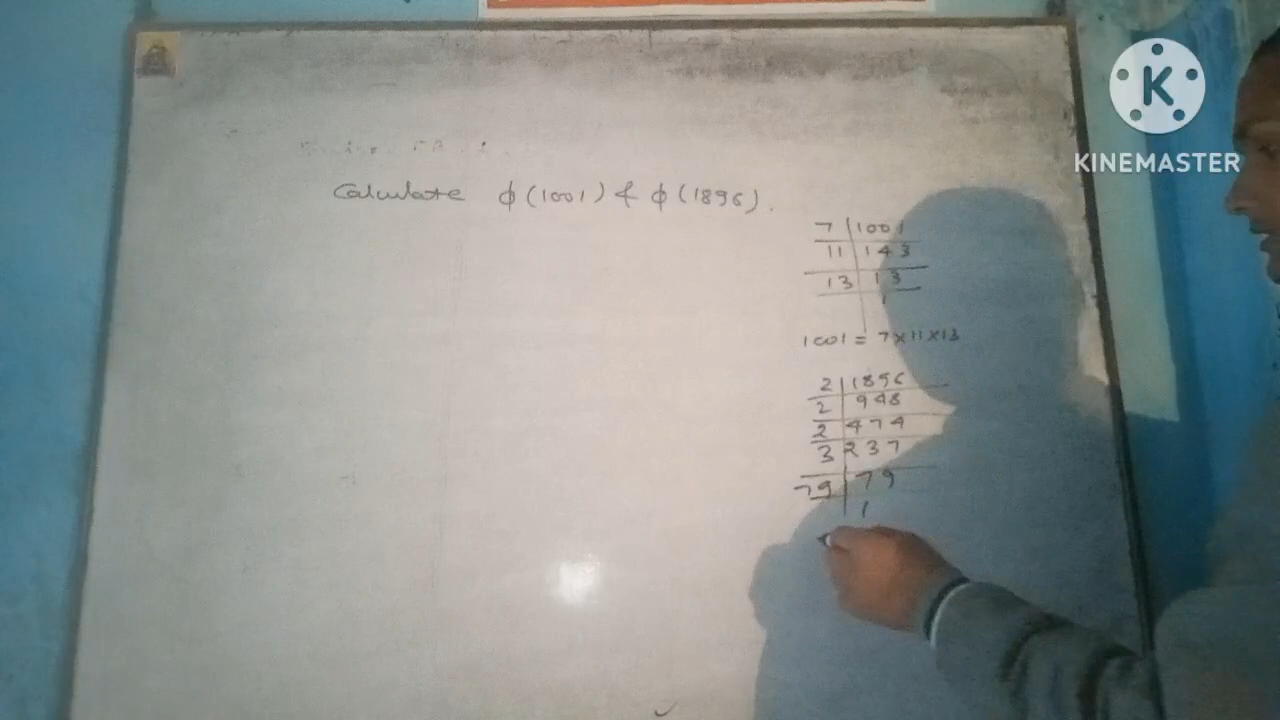 KINEMASTER
Calculate ϕ(1001) & ϕ(1896).
7 | 1001
11 | 143
13 | 13
1
1001 = 7×11×13
2 | 1896
2 | 948
2 | 474
3 | 237
79 | 79
1